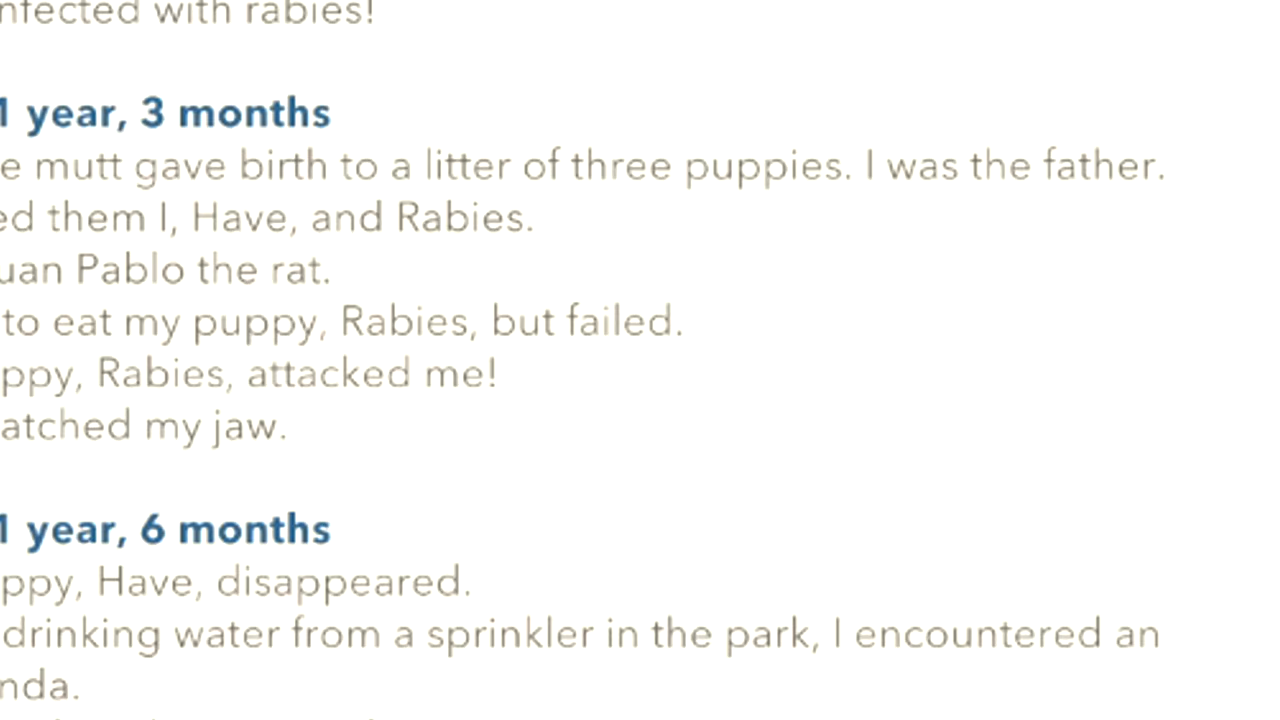 nfected with rabies!
1 year, 3 months
e mutt gave birth to a litter of three puppies. I was the father.
ed them I, Have, and Rabies.
uan Pablo the rat.
to eat my puppy, Rabies, but failed.
ppy, Rabies, attacked me!
atched my jaw.
1 year, 6 months
ppy, Have, disappeared.
drinking water from a sprinkler in the park, I encountered an
nda.